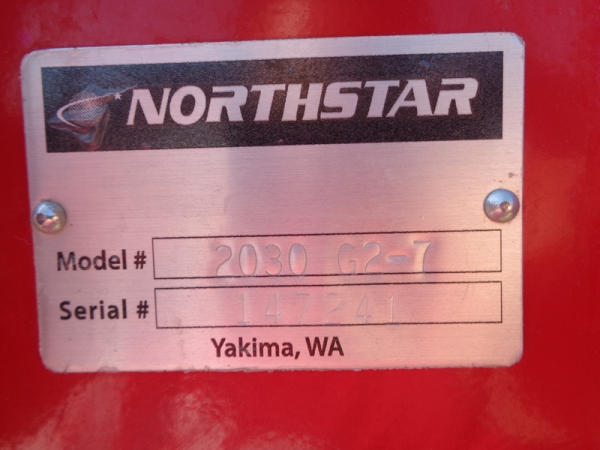 NORTHSTAR
Model # 2030 G2-7
Serial # 147241
Yakima, WA